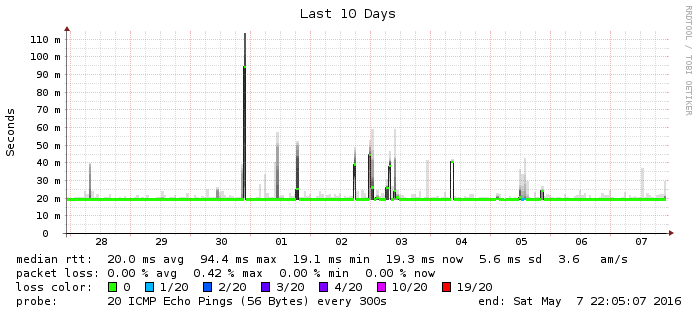 Last 10 Days
RRDTOOL / TOBI OETIKER
Seconds
110 m
100 m
90 m
80 m
70 m
60 m
50 m
40 m
30 m
20 m
10 m
0
28 29 30 01 02 03 04 05 06 07
median rtt: 20.0 ms avg 94.4 ms max 19.1 ms min 19.3 ms now 5.6 ms sd 3.6 am/s
packet loss: 0.00 % avg 0.42 % max 0.00 % min 0.00 % now
loss color: 0 1/20 2/20 3/20 4/20 10/20 19/20
probe: 20 ICMP Echo Pings (56 Bytes) every 300s end: Sat May 7 22:05:07 2016